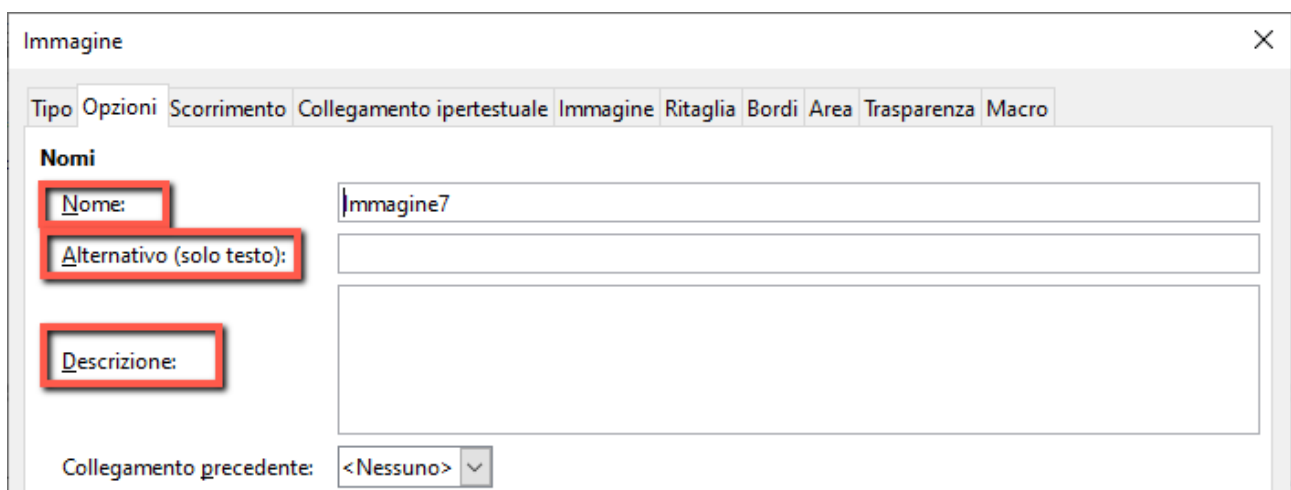 Immagine
Tipo Opzioni Scorrimento Collegamento ipertestuale Immagine Ritaglia Bordi Area Trasparenza Macro
Nomi
Nome: Immagine7
Alternativo (solo testo):
Descrizione:
Collegamento precedente: <Nessuno>